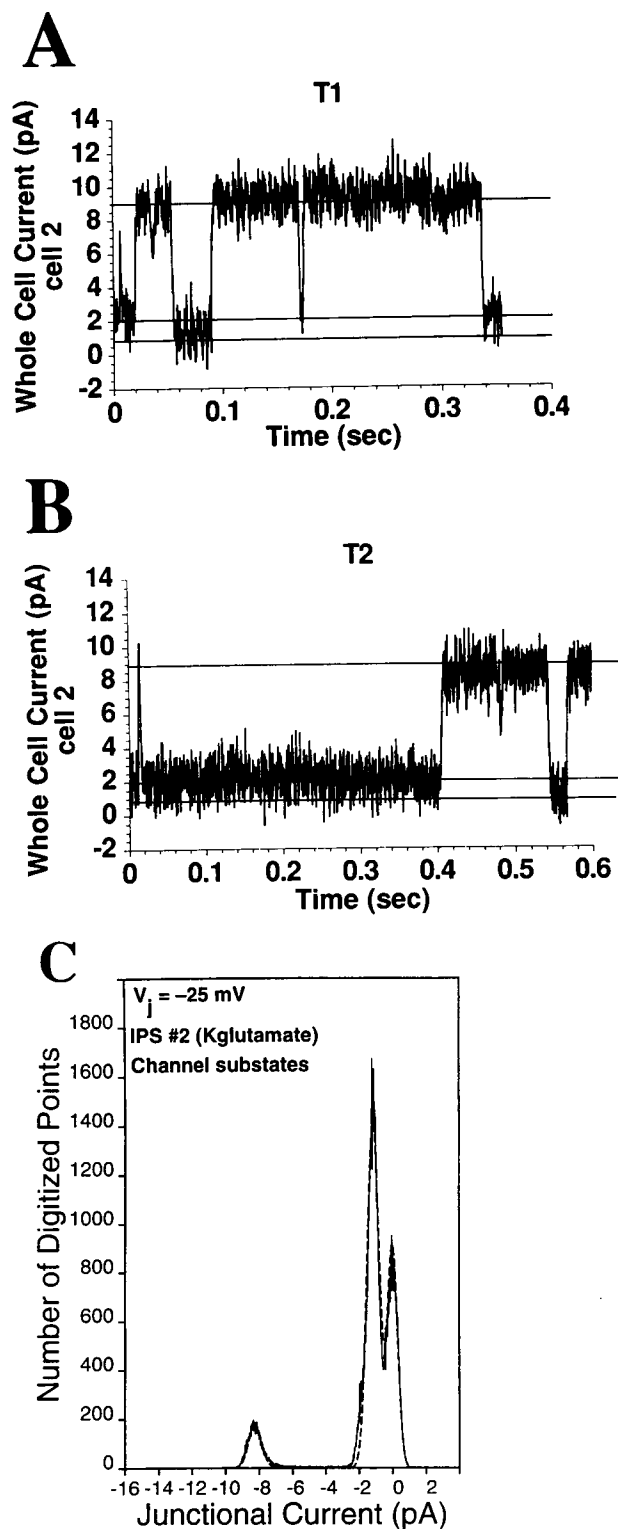 A
T1
Whole Cell Current (pA)
cell 2
14
12
10
8
6
4
2
0
-2
0
0.1
0.2
0.3
0.4
Time (sec)
B
T2
Whole Cell Current (pA)
cell 2
14
12
10
8
6
4
2
0
-2
0
0.1
0.2
0.3
0.4
0.5
0.6
Time (sec)
C
Vj = –25 mV
IPS #2 (Kglutamate)
Channel substates
Number of Digitized Points
1800
1600
1400
1200
1000
800
600
400
200
0
-16 -14 -12 -10 -8 -6 -4 -2 0 2
Junctional Current (pA)